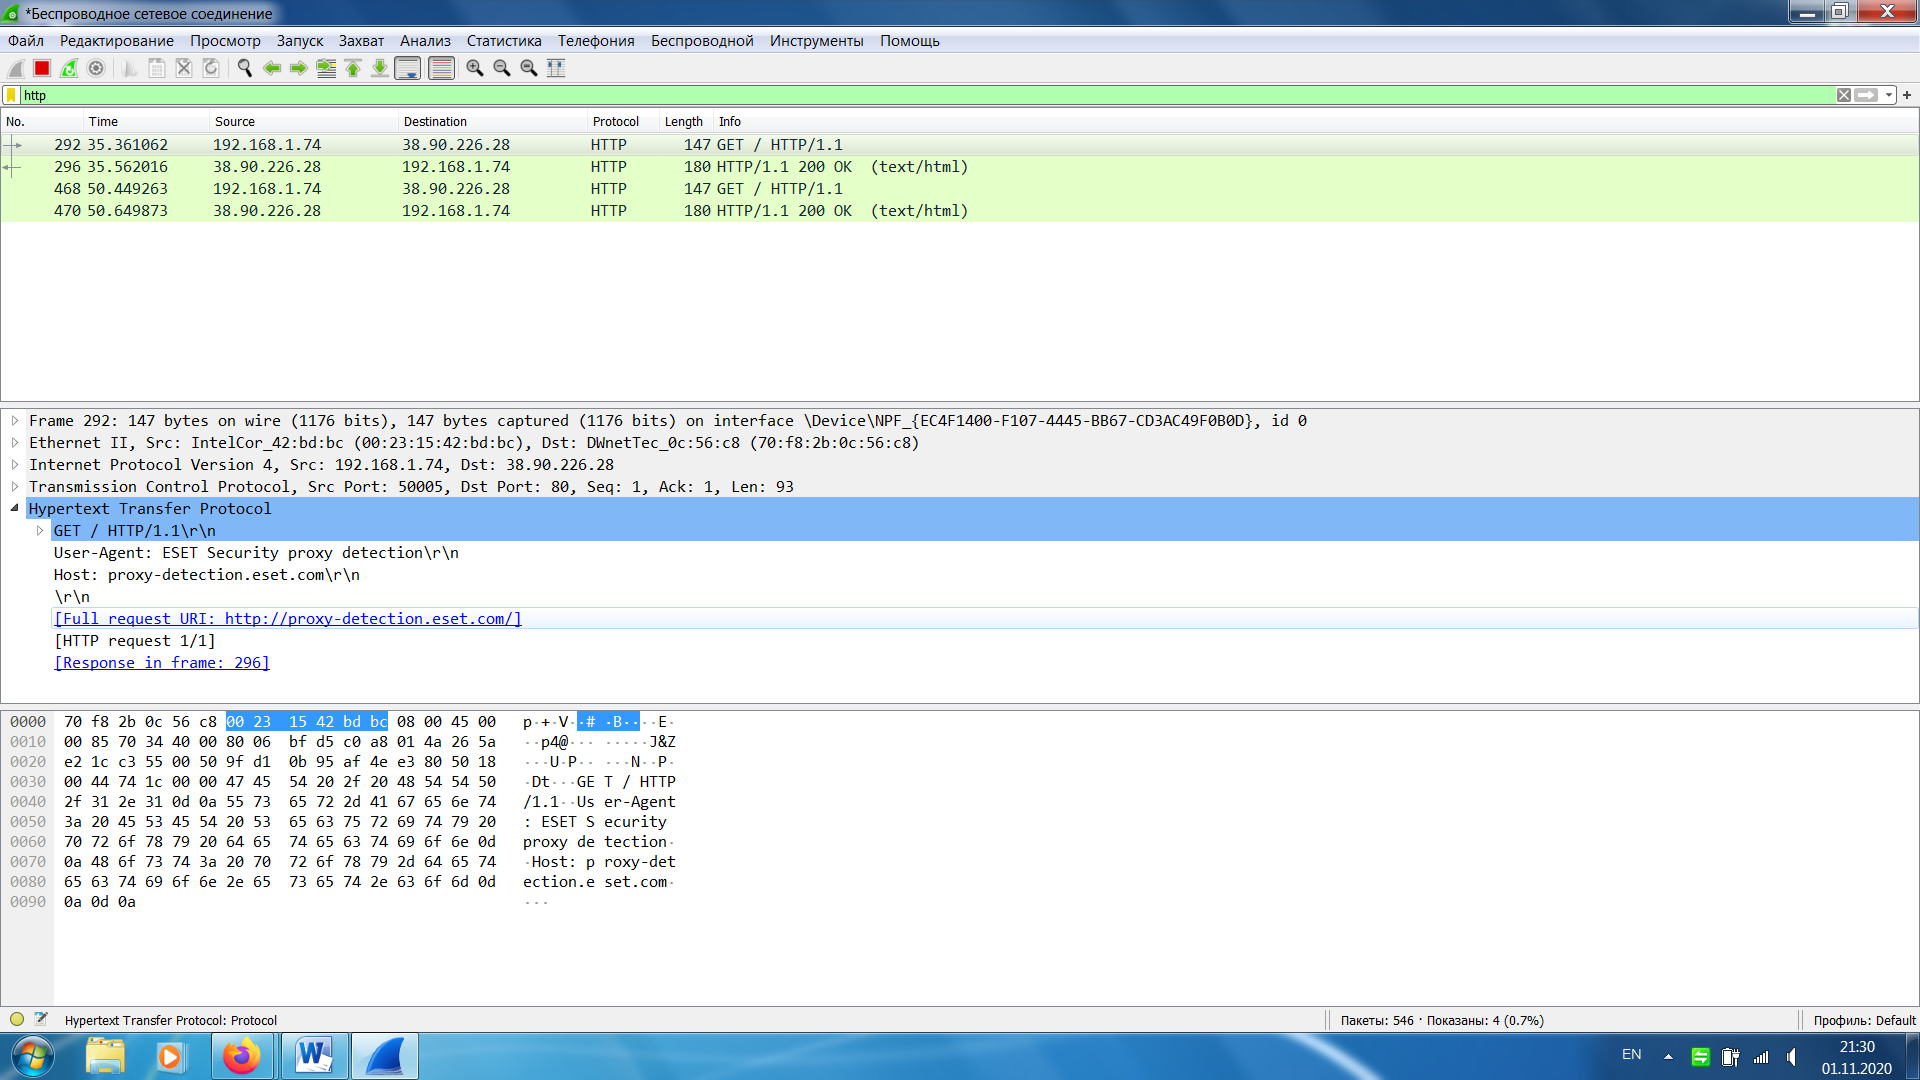 *Беспроводное сетевое соединение
Файл Редактирование Просмотр Запуск Захват Анализ Статистика Телефония Беспроводной Инструменты Помощь
http
No. Time Source Destination Protocol Length Info
292 35.361062 192.168.1.74 38.90.226.28 HTTP 147 GET / HTTP/1.1
296 35.562016 38.90.226.28 192.168.1.74 HTTP 180 HTTP/1.1 200 OK (text/html)
468 50.449263 192.168.1.74 38.90.226.28 HTTP 147 GET / HTTP/1.1
470 50.649873 38.90.226.28 192.168.1.74 HTTP 180 HTTP/1.1 200 OK (text/html)
Frame 292: 147 bytes on wire (1176 bits), 147 bytes captured (1176 bits) on interface \Device\NPF_{EC4F1400-F107-4445-BB67-CD3AC49F0B0D}, id 0
Ethernet II, Src: IntelCor_42:bd:bc (00:23:15:42:bd:bc), Dst: DWnetTec_0c:56:c8 (70:f8:2b:0c:56:c8)
Internet Protocol Version 4, Src: 192.168.1.74, Dst: 38.90.226.28
Transmission Control Protocol, Src Port: 50005, Dst Port: 80, Seq: 1, Ack: 1, Len: 93
Hypertext Transfer Protocol
GET / HTTP/1.1\r\n
User-Agent: ESET Security proxy detection\r\n
Host: proxy-detection.eset.com\r\n
\r\n
[Full request URI: http://proxy-detection.eset.com/]
[HTTP request 1/1]
[Response in frame: 296]
0000 70 f8 2b 0c 56 c8 00 23 15 42 bd bc 08 00 45 00 p·+·V··# ·B····E·
0010 00 85 70 34 40 00 80 06 bf d5 c0 a8 01 4a 26 5a ··p4@··· ·····J&Z
0020 e2 1c c3 55 00 50 9f d1 0b 95 af 4e e3 80 50 18 ···U·P·· ···N··P·
0030 00 44 74 1c 00 00 47 45 54 20 2f 20 48 54 54 50 ·Dt···GE T / HTTP
0040 2f 31 2e 31 0d 0a 55 73 65 72 2d 41 67 65 6e 74 /1.1··Us er-Agent
0050 3a 20 45 53 45 54 20 53 65 63 75 72 69 74 79 20 : ESET S ecurity
0060 70 72 6f 78 79 20 64 65 74 65 63 74 69 6f 6e 0d proxy de tection·
0070 0a 48 6f 73 74 3a 20 70 72 6f 78 79 2d 64 65 74 ·Host: p roxy-det
0080 65 63 74 69 6f 6e 2e 65 73 65 74 2e 63 6f 6d 0d ection.e set.com·
0090 0a 0d 0a ···
Hypertext Transfer Protocol: Protocol Пакеты: 546 · Показаны: 4 (0.7%) Профиль: Default
EN 21:30
01.11.2020